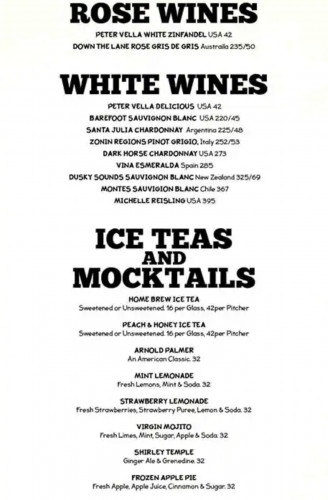 ROSE WINES
PETER VELLA WHITE ZINFANDEL USA 42
DOWN THE LANE ROSE GRIS DE GRIS Australia 235/50
WHITE WINES
PETER VELLA DELICIOUS USA 42
BAREFOOT SAUVIGNON BLANC USA 220/45
SANTA JULIA CHARDONNAY Argentina 225/48
ZONIN REGIONS PINOT GRIGIO, Italy 252/53
DARK HORSE CHARDONNAY USA 273
VINA ESMERALDA Spain 285
DUSKY SOUNDS SAUVIGNON BLANC New Zealand 325/69
MONTES SAUVIGION BLANC Chile 367
MICHELLE REISLING USA 395
ICE TEAS
AND
MOCKTAILS
HOME BREW ICE TEA
Sweetened or Unsweetened. 16 per Glass, 42per Pitcher
PEACH & HONEY ICE TEA
Sweetened or Unsweetened. 16 per Glass, 42per Pitcher
ARNOLD PALMER
An American Classic. 32
MINT LEMONADE
Fresh Lemons, Mint & Soda. 32
STRAWBERRY LEMONADE
Fresh Strawberries, Strawberry Puree, Lemon & Soda. 32
VIRGIN MOJITO
Fresh Limes, Mint, Sugar, Apple & Soda. 32
SHIRLEY TEMPLE
Ginger Ale & Grenedine. 32
FROZEN APPLE PIE
Fresh Apple, Apple Juice, Cinnamon & Sugar. 32